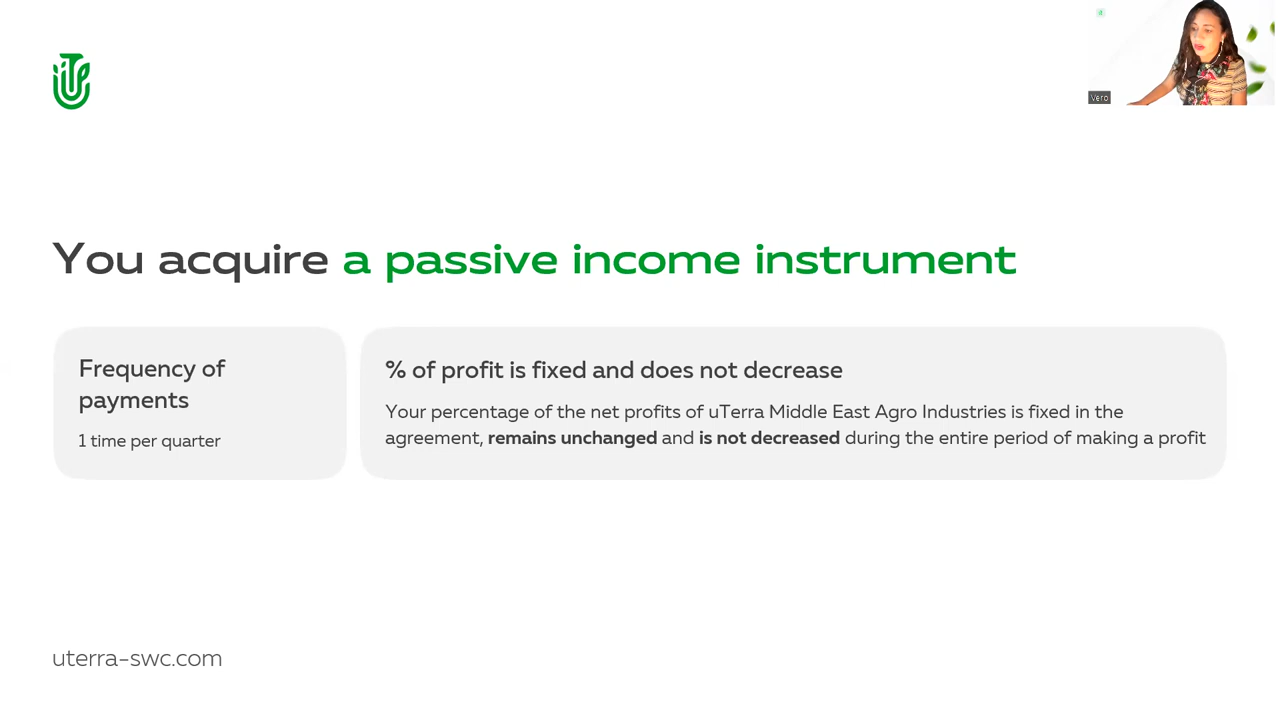 Vero
You acquire a passive income instrument
Frequency of
payments
1 time per quarter
% of profit is fixed and does not decrease
Your percentage of the net profits of uTerra Middle East Agro Industries is fixed in the
agreement, remains unchanged and is not decreased during the entire period of making a profit
uterra-swc.com